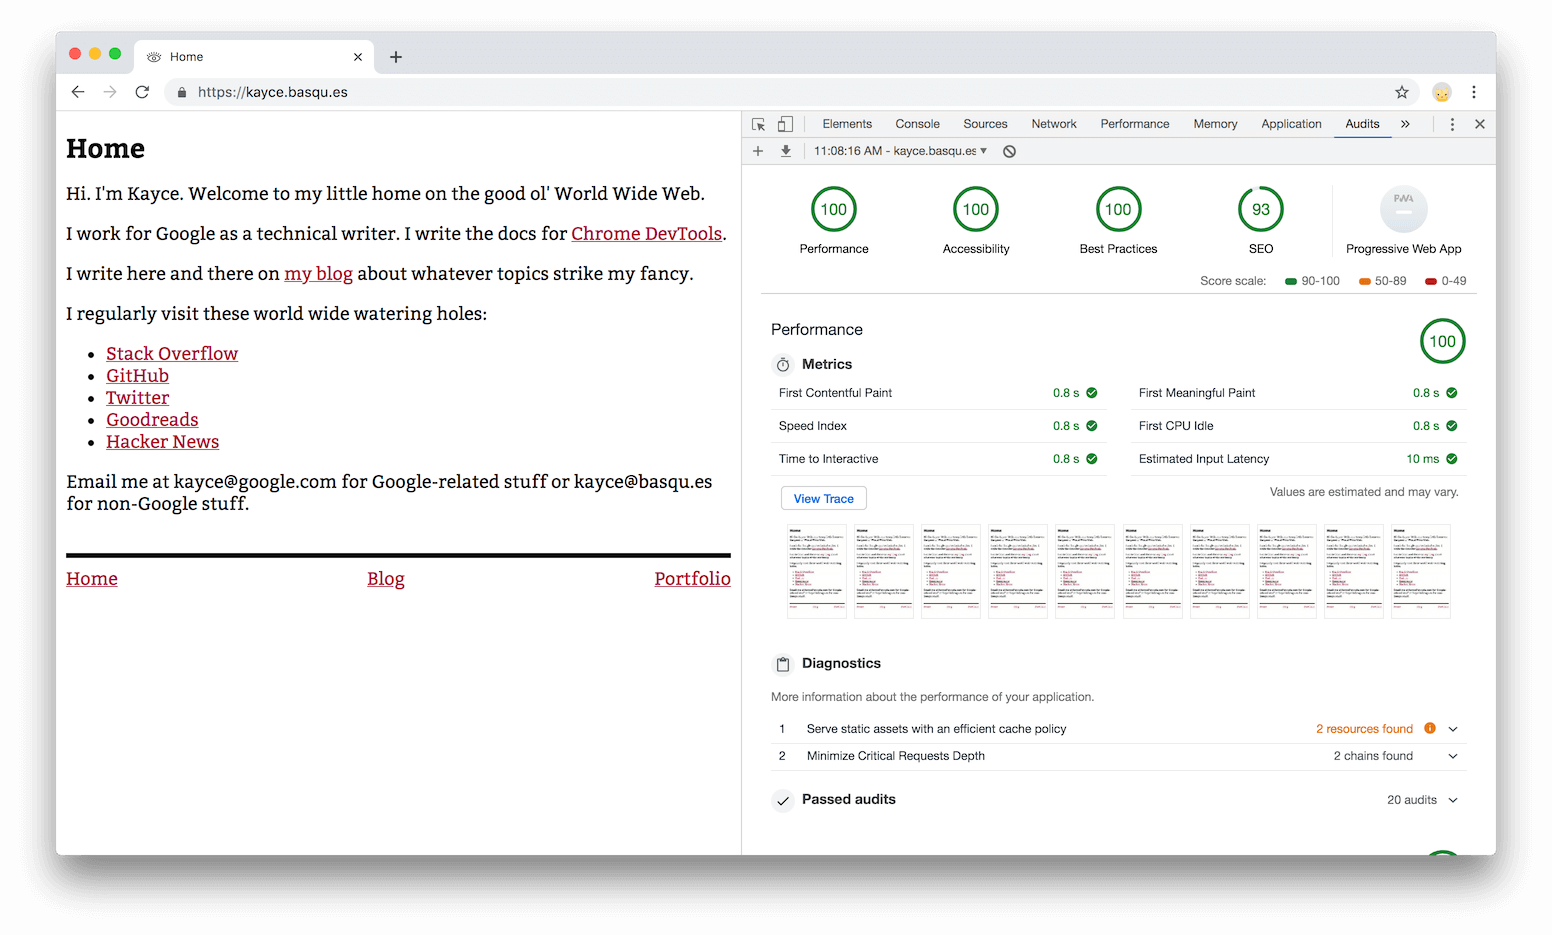 Home
https://kayce.basqu.es
Home
Hi. I'm Kayce. Welcome to my little home on the good ol' World Wide Web.
I work for Google as a technical writer. I write the docs for Chrome DevTools.
I write here and there on my blog about whatever topics strike my fancy.
I regularly visit these world wide watering holes:
Stack Overflow
GitHub
Twitter
Goodreads
Hacker News
Email me at kayce@google.com for Google-related stuff or kayce@basqu.es
for non-Google stuff.
Home Blog Portfolio
Elements Console Sources Network Performance Memory Application Audits
11:08:16 AM - kayce.basqu.es
100 100 100 93 PWA
Performance Accessibility Best Practices SEO Progressive Web App
Score scale: 90-100 50-89 0-49
Performance 100
Metrics
First Contentful Paint 0.8 s First Meaningful Paint 0.8 s
Speed Index 0.8 s First CPU Idle 0.8 s
Time to Interactive 0.8 s Estimated Input Latency 10 ms
View Trace Values are estimated and may vary.
Diagnostics
More information about the performance of your application.
1 Serve static assets with an efficient cache policy 2 resources found
2 Minimize Critical Requests Depth 2 chains found
Passed audits 20 audits